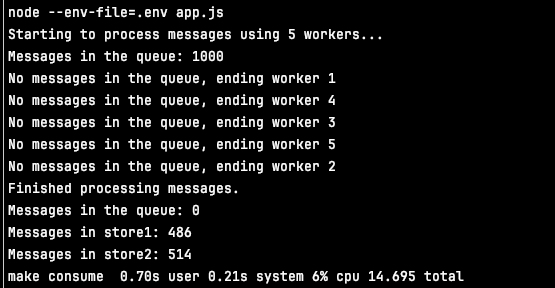 node --env-file=.env app.js
Starting to process messages using 5 workers...
Messages in the queue: 1000
No messages in the queue, ending worker 1
No messages in the queue, ending worker 4
No messages in the queue, ending worker 3
No messages in the queue, ending worker 5
No messages in the queue, ending worker 2
Finished processing messages.
Messages in the queue: 0
Messages in store1: 486
Messages in store2: 514
make consume  0.70s user 0.21s system 6% cpu 14.695 total